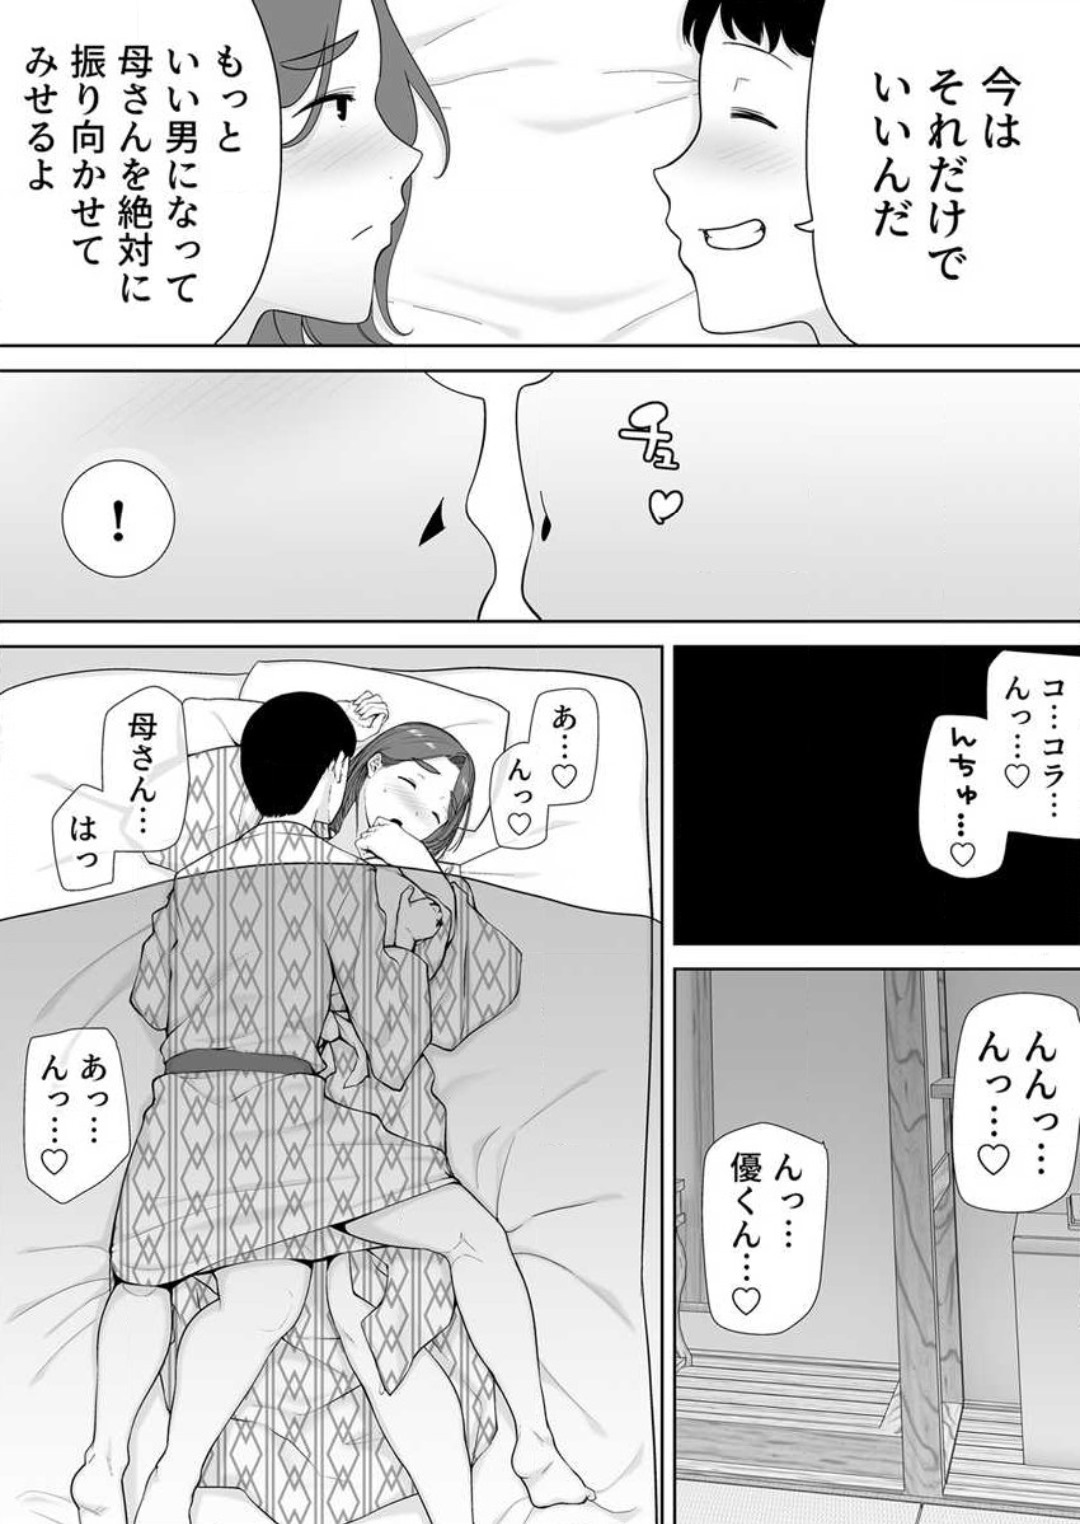 今は
それだけで
いいんだ
もっと
いい男になって
母さんを絶対に
振り向かせて
みせるよ
チュ♡
！
コ…コラ…
んっ…♡
んちゅ…♡
あ…♡
んっ♡
母さん…
はっ
あっ…
んっ…♡
んんっ…
んっ…♡
んっ…
優くん…♡